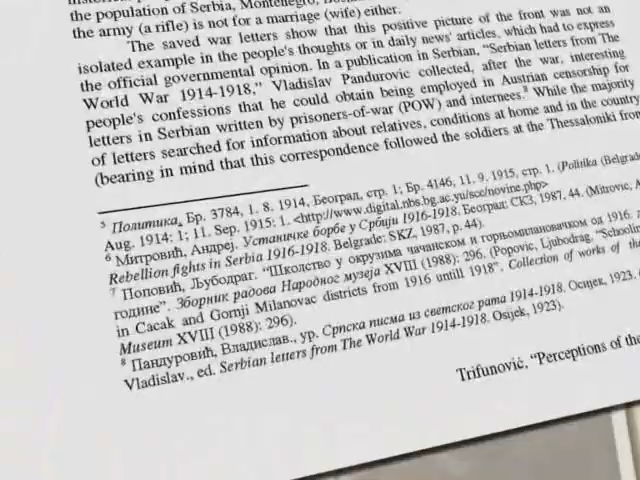 the population of Serbia, Montenegro,
the army (a rifle) is not for a marriage (wife) either.
The saved war letters show that this positive picture of the front was not an
isolated example in the people's thoughts or in daily news' articles, which had to express
the official governmental opinion. In a publication in Serbian, “Serbian letters from The
World War 1914-1918,” Vladislav Pandurovic collected, after the war, interesting
people's confessions that he could obtain being employed in Austrian censorship for
letters in Serbian written by prisoners-of-war (POW) and internees.⁸ While the majority
of letters searched for information about relatives, conditions at home and in the country
(bearing in mind that this correspondence followed the soldiers at the Thessaloniki
⁵ Политика, Бр. 3784, 1. 8. 1914, Београд, стр. 1; Бр. 4146, 11. 9. 1915, стр. 1. (Politika
Aug. 1914: 1; 11. Sep. 1915: 1. <http://www.digital.nbs.bg.ac.yu/scc/novine.php>
⁶ Митровић, Андреј. Устаничке борбе у Србији 1916-1918. Београд: СКЗ, 1987, 44. (Mitrovic,
Rebellion fights in Serbia 1916-1918. Belgrade: SKZ, 1987, p. 44).
⁷ Поповић, Љубодраг. “Школство у окрузима чачанском и горњомилановачком од 1916.
године”. Зборник радова Народног музеја XVIII (1988): 296. (Popovic, Ljubodrag.
in Cacak and Gornji Milanovac districts from 1916 untill 1918”. Collection of works of
Museum XVIII (1988): 296).
⁸ Пандуровић, Владислав., ур. Српска писма из светског рата 1914-1918. Осијек, 1923.
Vladislav., ed. Serbian letters from The World War 1914-1918. Osijek, 1923).
Trifunović, “Perceptions of the